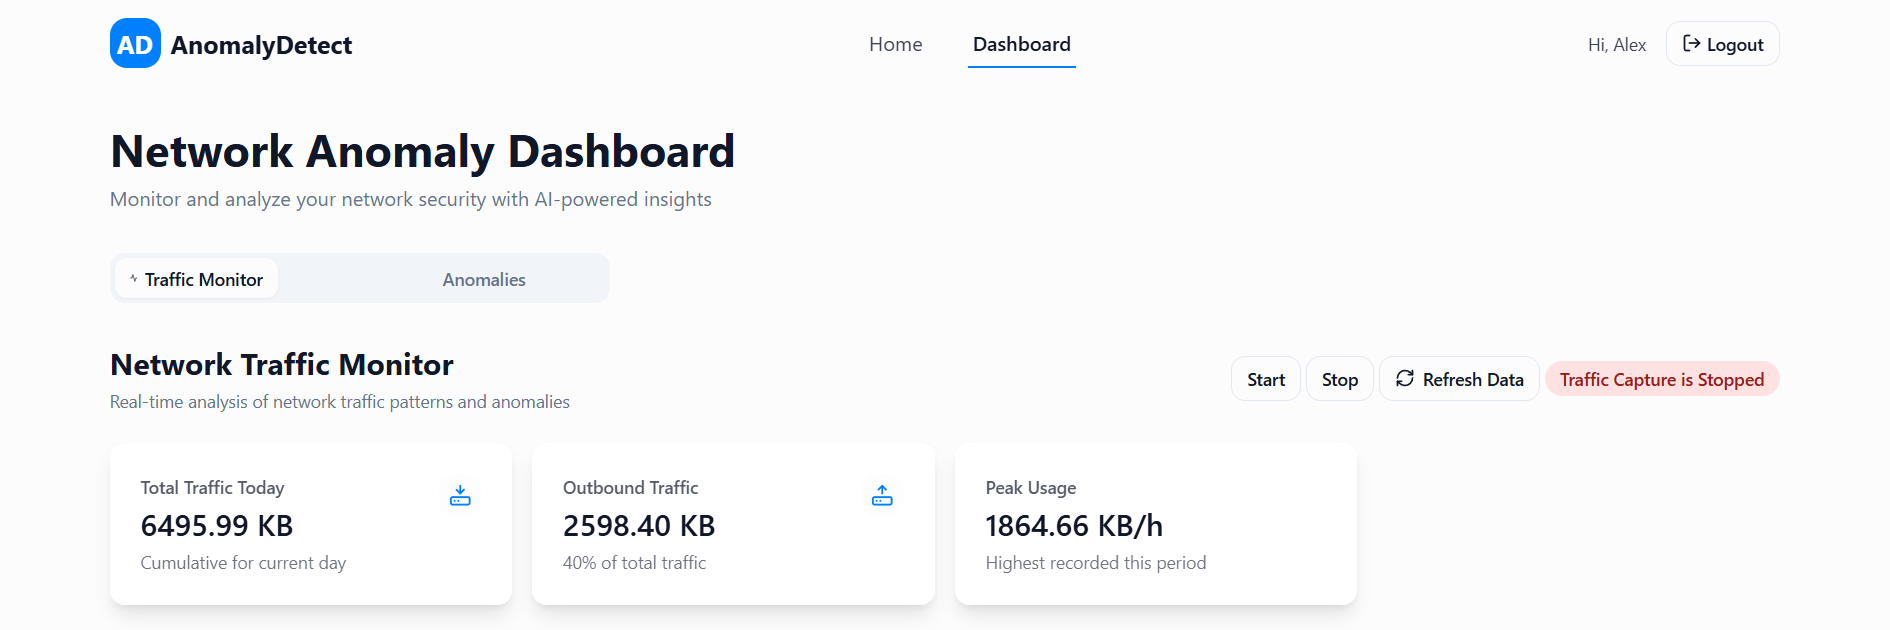 AD AnomalyDetect Home Dashboard Hi, Alex Logout
Network Anomaly Dashboard
Monitor and analyze your network security with AI-powered insights
Traffic Monitor Anomalies
Network Traffic Monitor
Real-time analysis of network traffic patterns and anomalies
Start Stop Refresh Data Traffic Capture is Stopped
Total Traffic Today
6495.99 KB
Cumulative for current day
Outbound Traffic
2598.40 KB
40% of total traffic
Peak Usage
1864.66 KB/h
Highest recorded this period